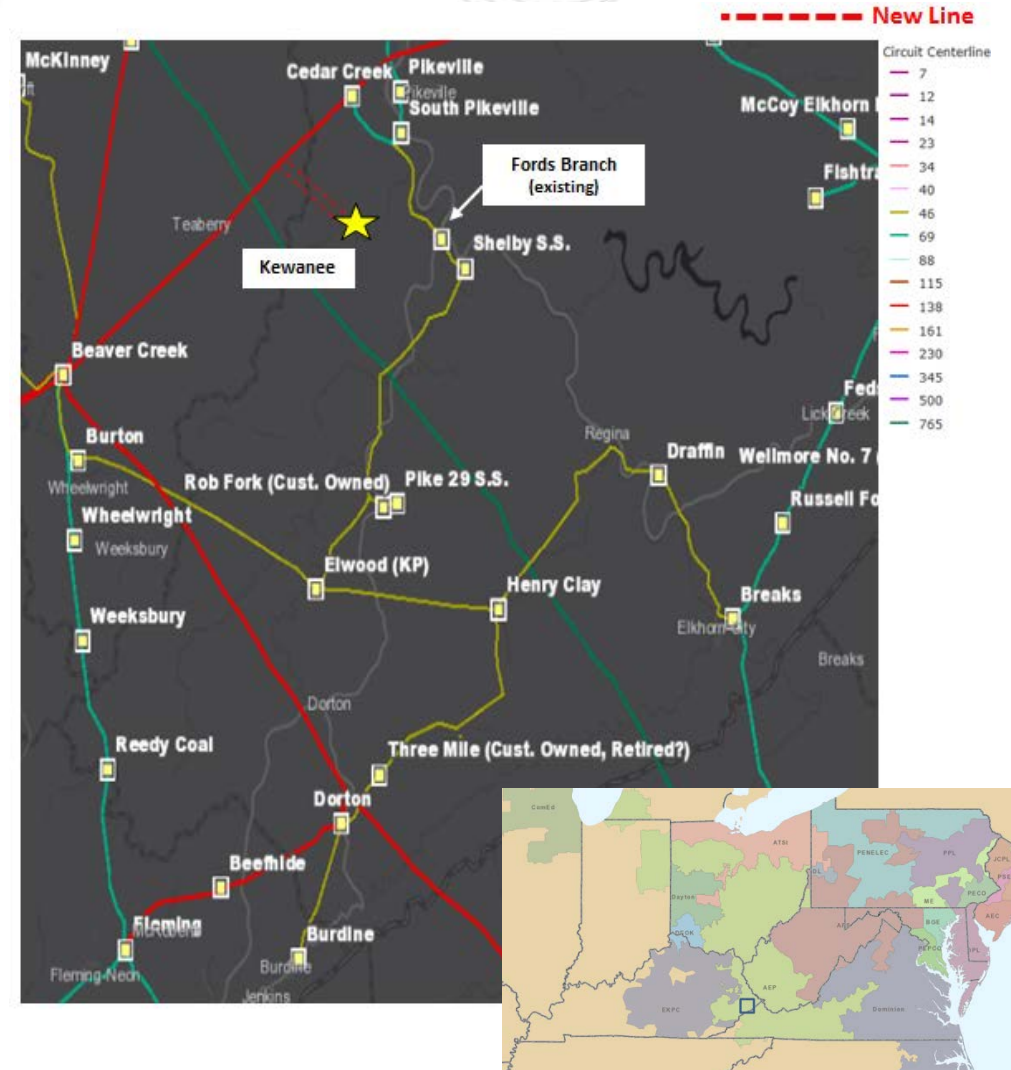 New Line
Circuit Centerline
7
12
14
23
34
40
46
69
88
115
138
161
230
345
500
765
McKinney
Cedar Creek
Pikeville
Pikeville
South Pikeville
McCoy Elkhorn
Fords Branch
(existing)
Fishtra
Teaberry
Shelby S.S.
Kewanee
Beaver Creek
Feds
Lick Creek
Burton
Regina
Draffin
Wellmore No. 7
Wheelwright
Rob Fork (Cust. Owned)
Pike 29 S.S.
Russell Fo
Wheelwright
Weeksbury
Elwood (KP)
Henry Clay
Breaks
Weeksbury
Elkhorn City
Breaks
Dorton
Reedy Coal
Three Mile (Cust. Owned, Retired?)
Dorton
Beefhide
Fleming
McRoberts
Burdine
Fleming-Neon
Burdine
Jenkins
ComEd
ATSI
PENELEC
PPL
JCPL
PSE
Dayton
ME
PECO
AEC
BGE
PEPCO
DPL
EKPC
AEP
Dominion